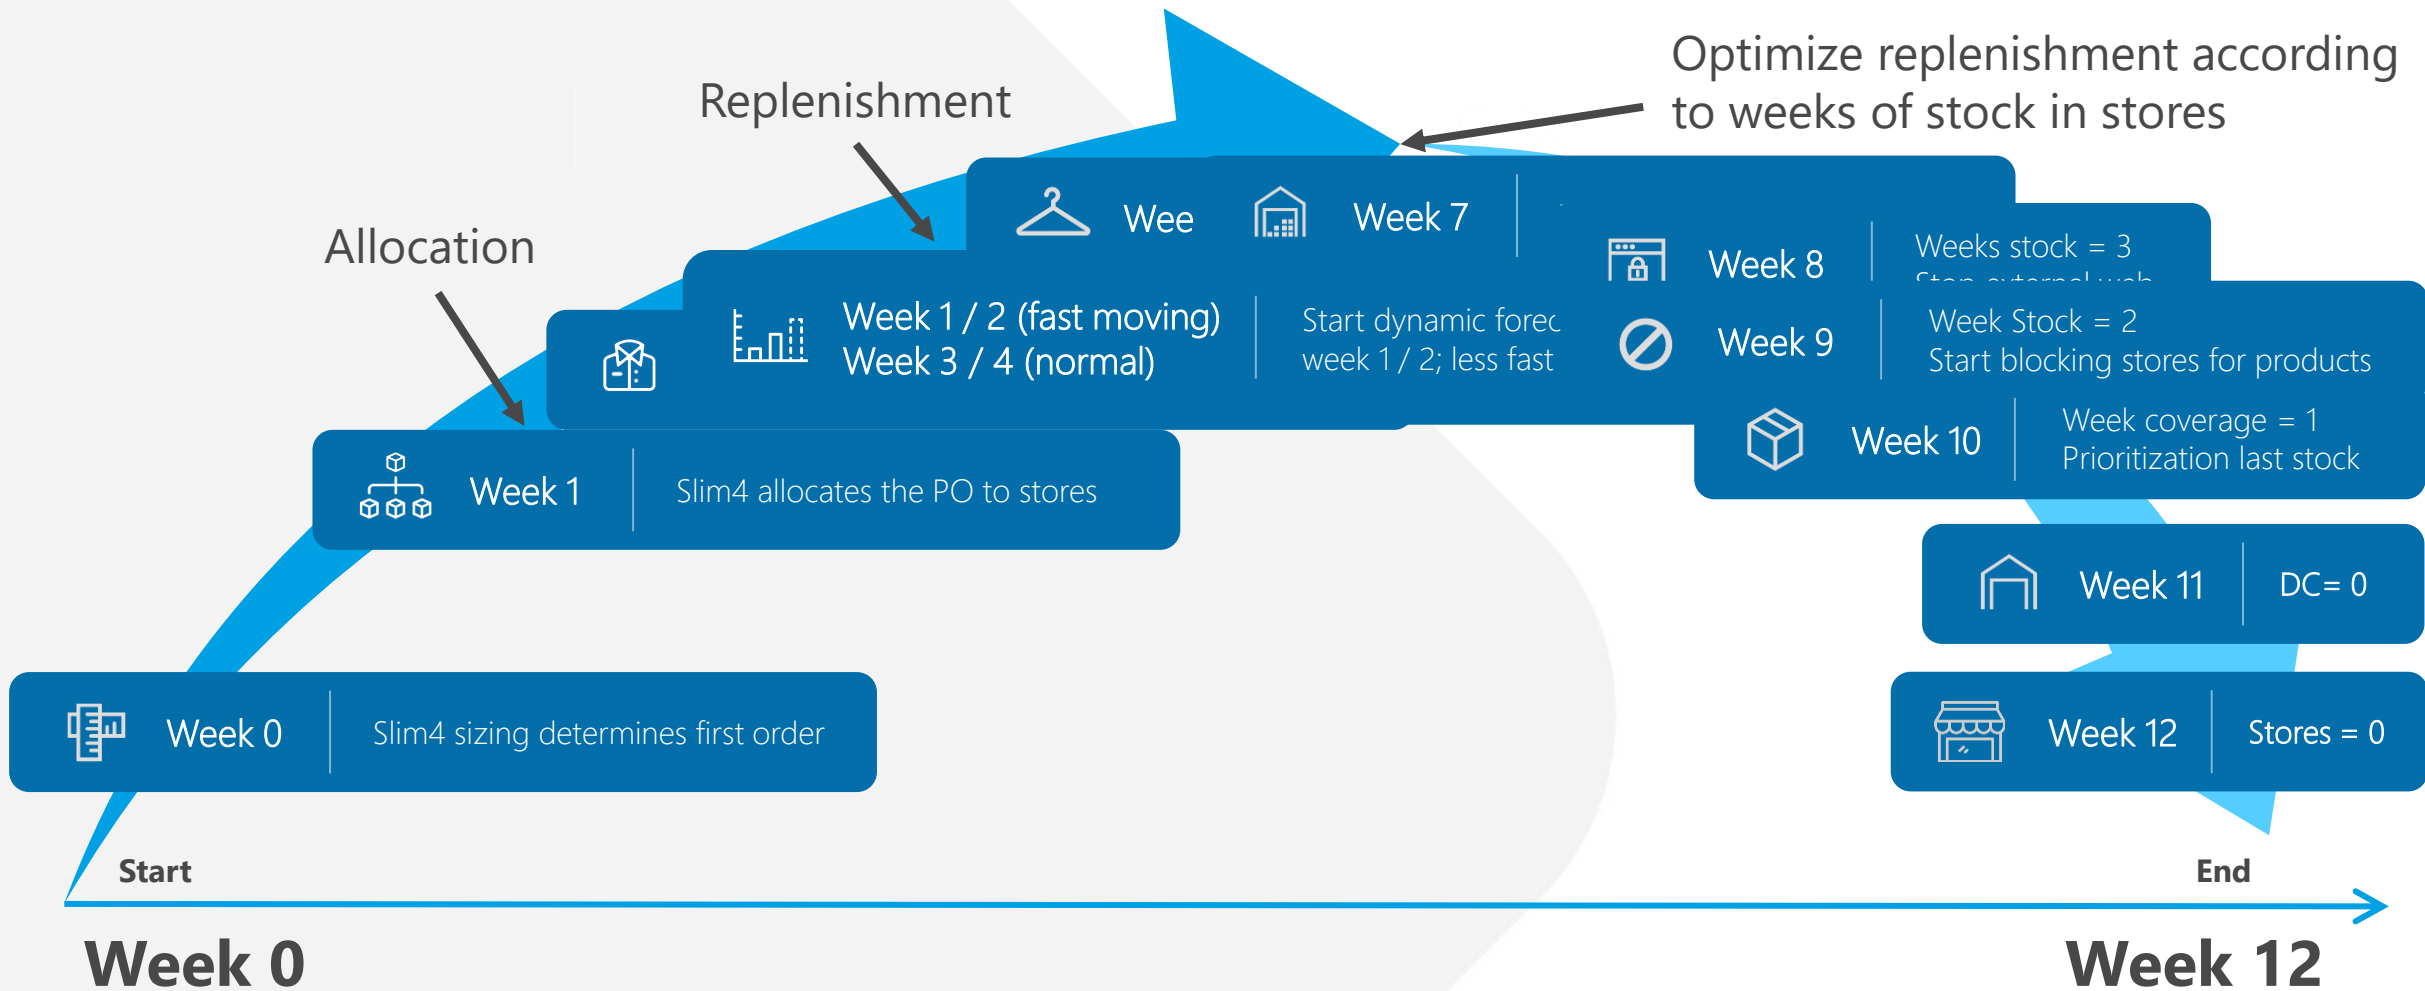 Optimize replenishment according
to weeks of stock in stores
Replenishment
Allocation
Wee
Week 7
Week 8
Weeks stock = 3
Stop external web
Week 1 / 2 (fast moving)
Week 3 / 4 (normal)
Start dynamic forec
week 1 / 2; less fast
Week 9
Week Stock = 2
Start blocking stores for products
Week 10
Week coverage = 1
Prioritization last stock
Week 1
Slim4 allocates the PO to stores
Week 11
DC= 0
Week 0
Slim4 sizing determines first order
Week 12
Stores = 0
Start
End
Week 0
Week 12